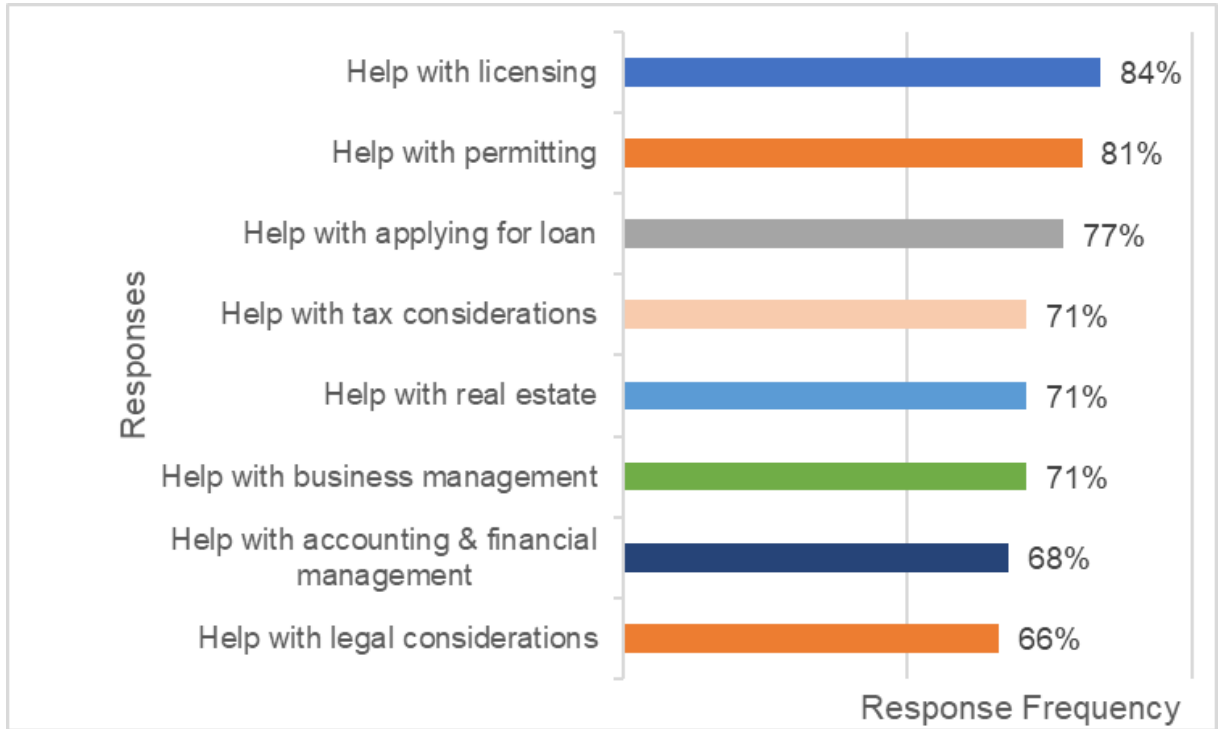 Help with licensing
84%
Help with permitting
81%
Help with applying for loan
77%
Help with tax considerations
71%
Help with real estate
71%
Help with business management
71%
Help with accounting & financial
management
68%
Help with legal considerations
66%
Responses
Response Frequency